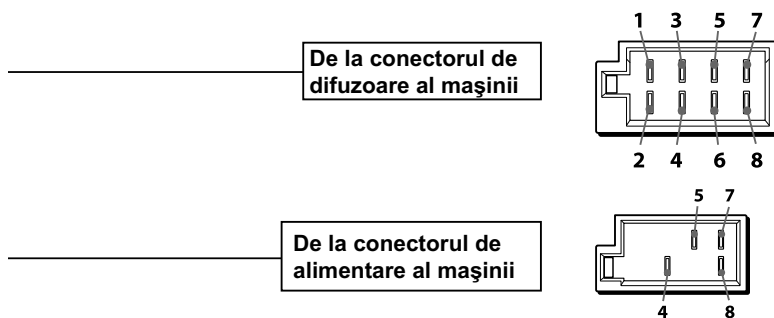 1 3 5 7
De la conectorul de
difuzoare al maşinii
2 4 6 8
5 7
De la conectorul de
alimentare al maşinii
4 8